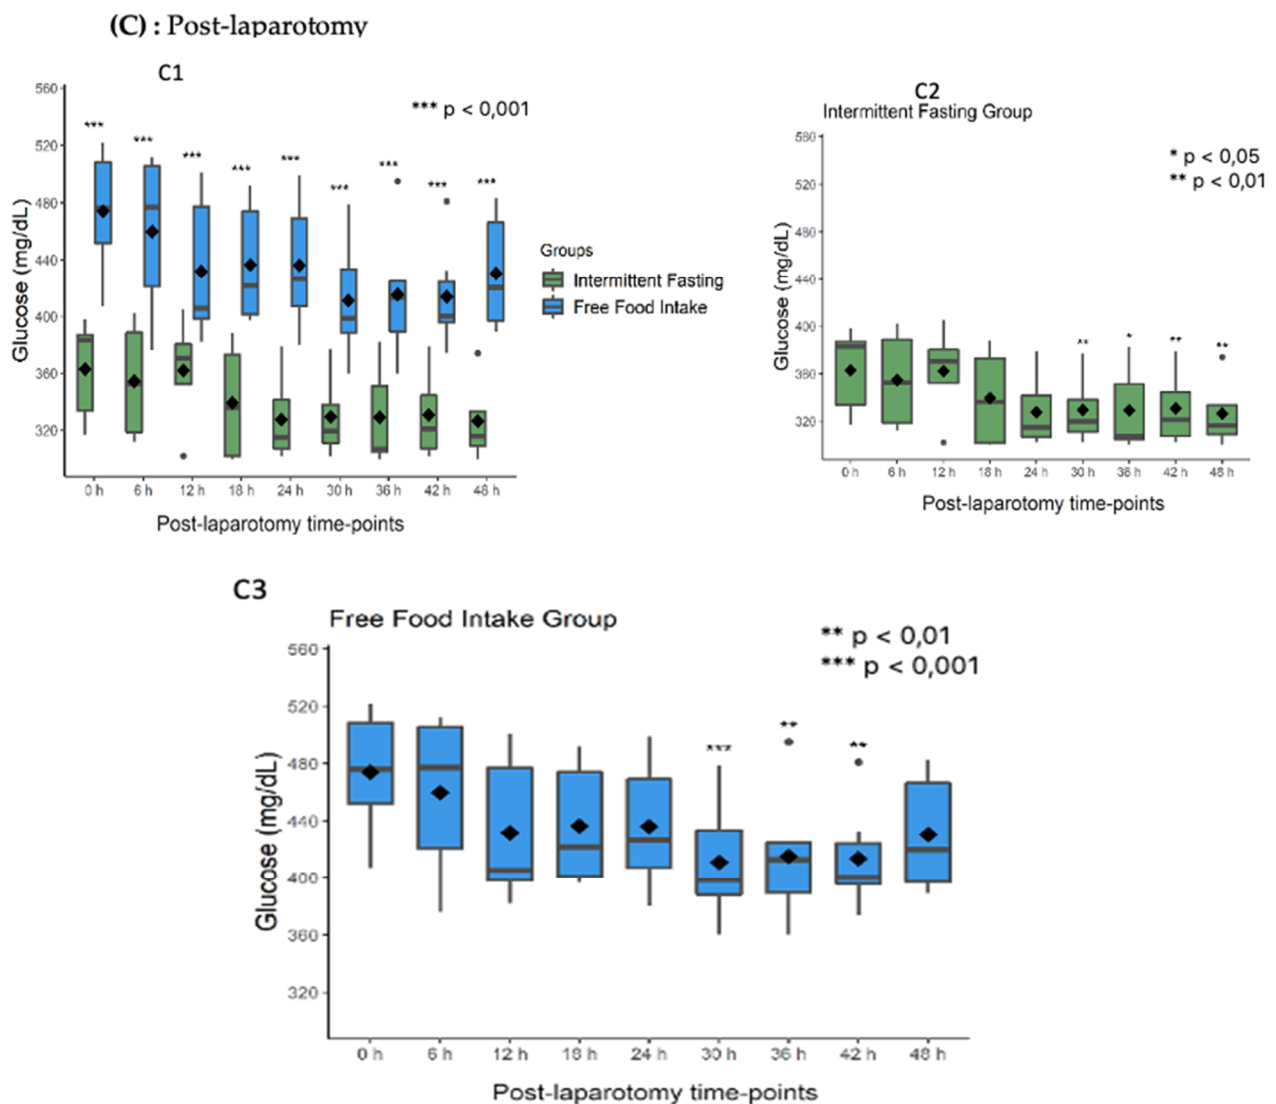 (C) : Post-laparotomy
C1
*** p < 0,001
560
520
480
440
400
360
320
Glucose (mg/dL)
*** *** *** *** *** *** *** *** ***
0 h 6 h 12 h 18 h 24 h 30 h 36 h 42 h 48 h
Post-laparotomy time-points
Groups
Intermittent Fasting
Free Food Intake
C2
Intermittent Fasting Group
* p < 0,05
** p < 0,01
560
520
480
440
400
360
320
Glucose (mg/dL)
** * ** **
0 h 6 h 12 h 18 h 24 h 30 h 36 h 42 h 48 h
Post-laparotomy time-points
C3
Free Food Intake Group
** p < 0,01
*** p < 0,001
560
520
480
440
400
360
320
Glucose (mg/dL)
*** ** **
0 h 6 h 12 h 18 h 24 h 30 h 36 h 42 h 48 h
Post-laparotomy time-points